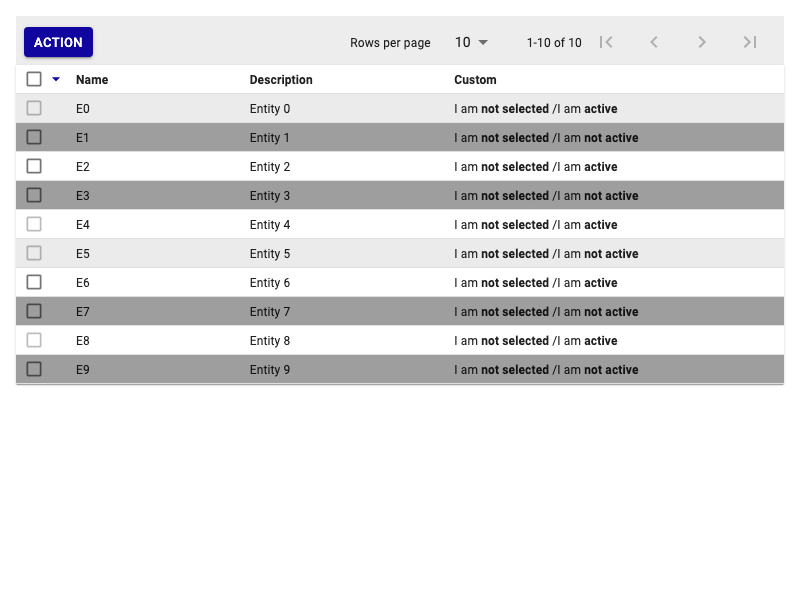 ACTION Rows per page 10 1-10 of 10
Name Description Custom
E0 Entity 0 I am not selected /I am active
E1 Entity 1 I am not selected /I am not active
E2 Entity 2 I am not selected /I am active
E3 Entity 3 I am not selected /I am not active
E4 Entity 4 I am not selected /I am active
E5 Entity 5 I am not selected /I am not active
E6 Entity 6 I am not selected /I am active
E7 Entity 7 I am not selected /I am not active
E8 Entity 8 I am not selected /I am active
E9 Entity 9 I am not selected /I am not active